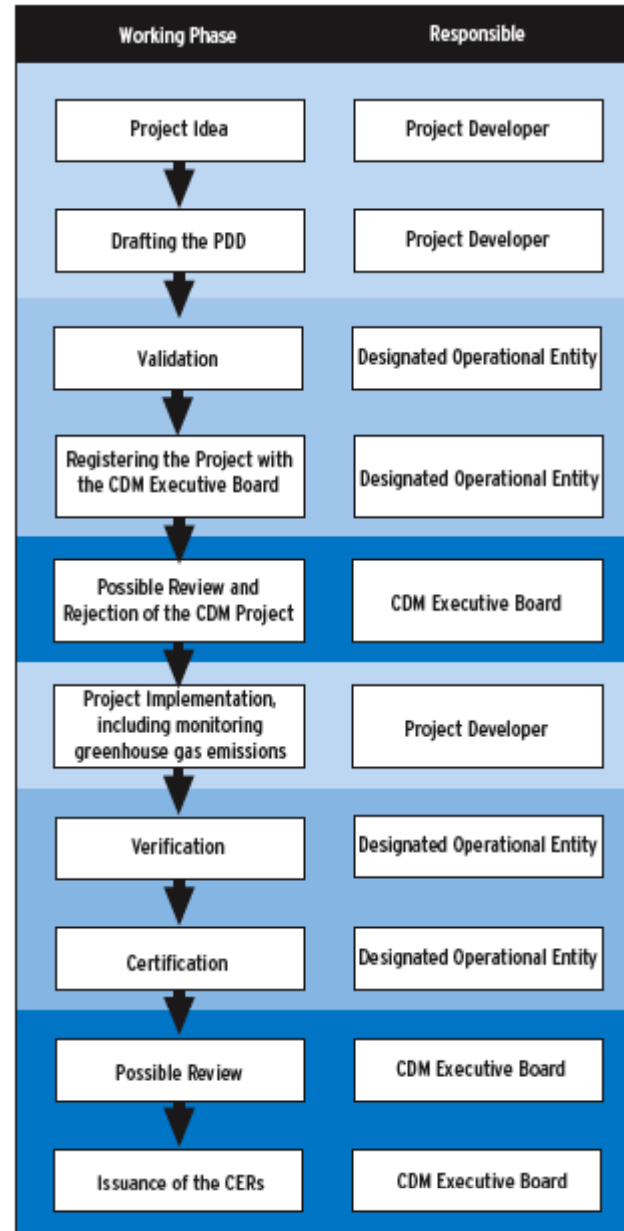 Working Phase Responsible
Project Idea Project Developer
Drafting the PDD Project Developer
Validation Designated Operational Entity
Registering the Project with
the CDM Executive Board
Designated Operational Entity
Possible Review and
Rejection of the CDM Project
CDM Executive Board
Project Implementation,
including monitoring
greenhouse gas emissions
Project Developer
Verification Designated Operational Entity
Certification Designated Operational Entity
Possible Review CDM Executive Board
Issuance of the CERs CDM Executive Board